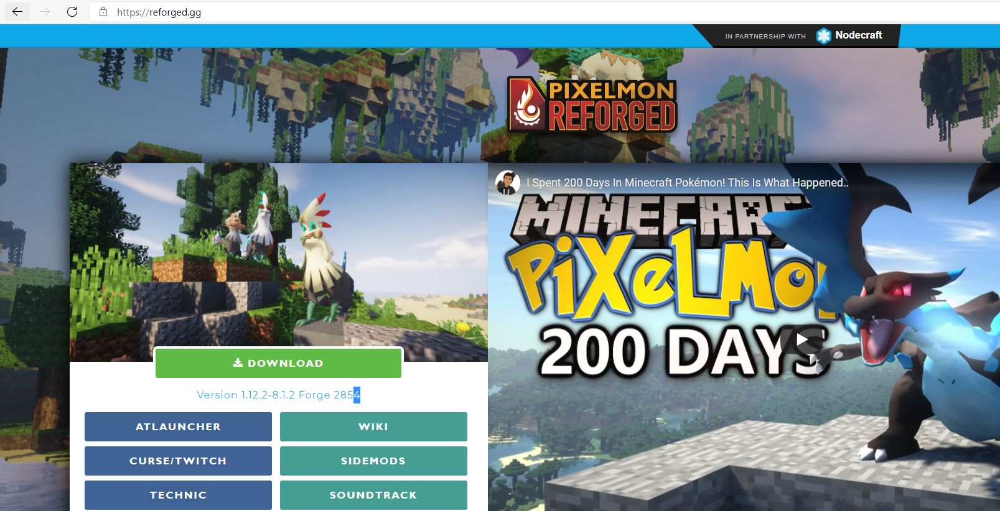 https://reforged.gg
IN PARTNERSHIP WITH Nodecraft
PIXELMON
REFORGED
I Spent 200 Days In Minecraft Pokémon! This Is What Happened..
MINECRAF
PiXeLMo
200 DAYS
DOWNLOAD
Version 1.12.2-8.1.2 Forge 2854
ATLAUNCHER
WIKI
CURSE/TWITCH
SIDEMODS
TECHNIC
SOUNDTRACK